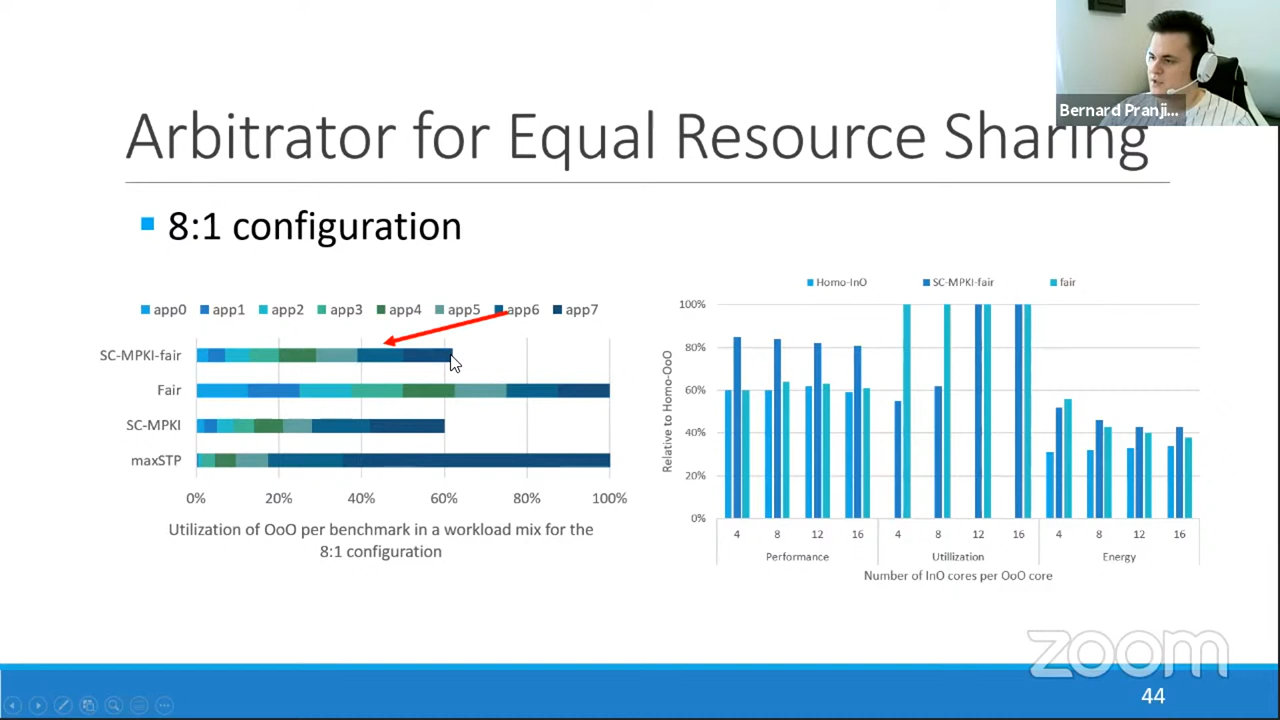 Bernard Pranji...
Arbitrator for Equal Resource Sharing
8:1 configuration
app0 app1 app2 app3 app4 app5 app6 app7
SC-MPKI-fair
Fair
SC-MPKI
maxSTP
0% 20% 40% 60% 80% 100%
Utilization of OoO per benchmark in a workload mix for the
8:1 configuration
Homo-InO SC-MPKI-fair fair
100%
80%
60%
40%
20%
0%
Relative to Homo-OoO
4 8 12 16 4 8 12 16 4 8 12 16
Performance Utilization Energy
Number of InO cores per OoO core
zoom
44